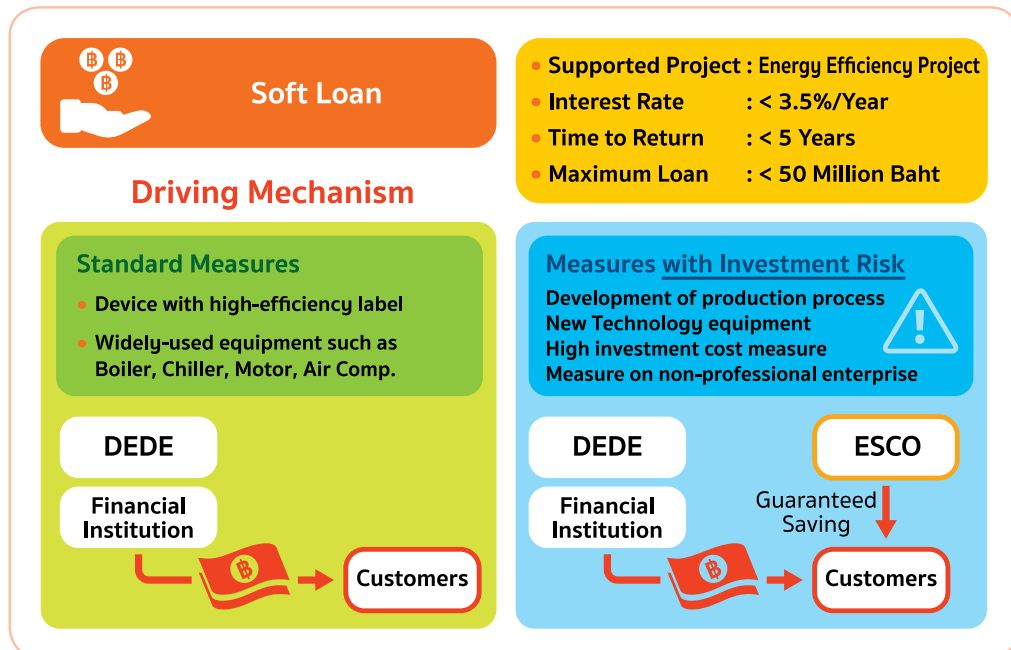 Soft Loan
• Supported Project : Energy Efficiency Project
• Interest Rate : < 3.5%/Year
• Time to Return : < 5 Years
• Maximum Loan : < 50 Million Baht
Driving Mechanism
Standard Measures
• Device with high-efficiency label
• Widely-used equipment such as
Boiler, Chiller, Motor, Air Comp.
DEDE
Financial
Institution
฿
Customers
Measures with Investment Risk
Development of production process
New Technology equipment
High investment cost measure
Measure on non-professional enterprise
DEDE
ESCO
Financial
Institution
Guaranteed
Saving
฿
Customers